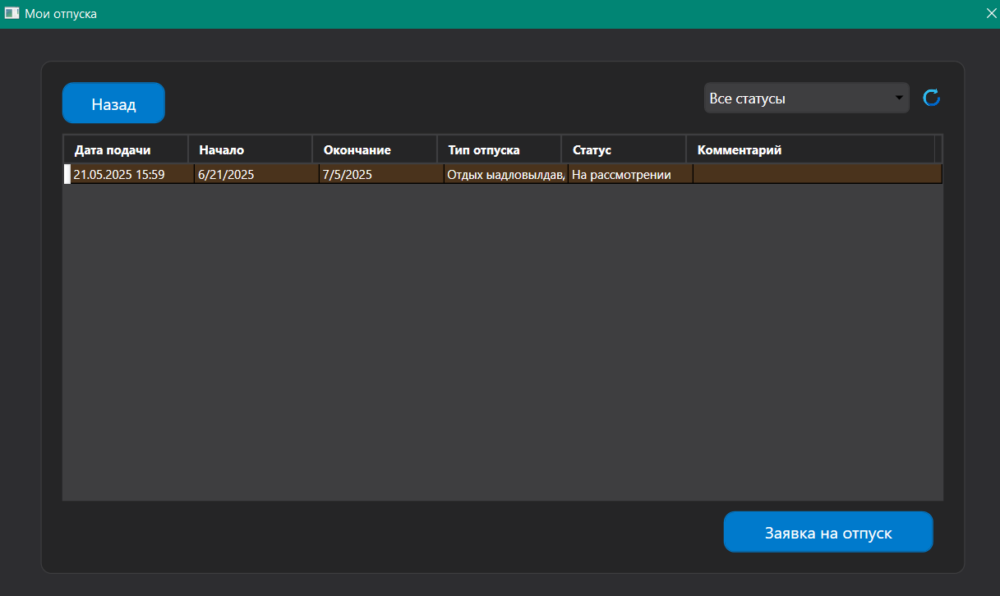 Мои отпуска
Назад
Все статусы
Дата подачи Начало Окончание Тип отпуска Статус Комментарий
21.05.2025 15:59 6/21/2025 7/5/2025 Отдых ыадловылдав, На рассмотрении
Заявка на отпуск